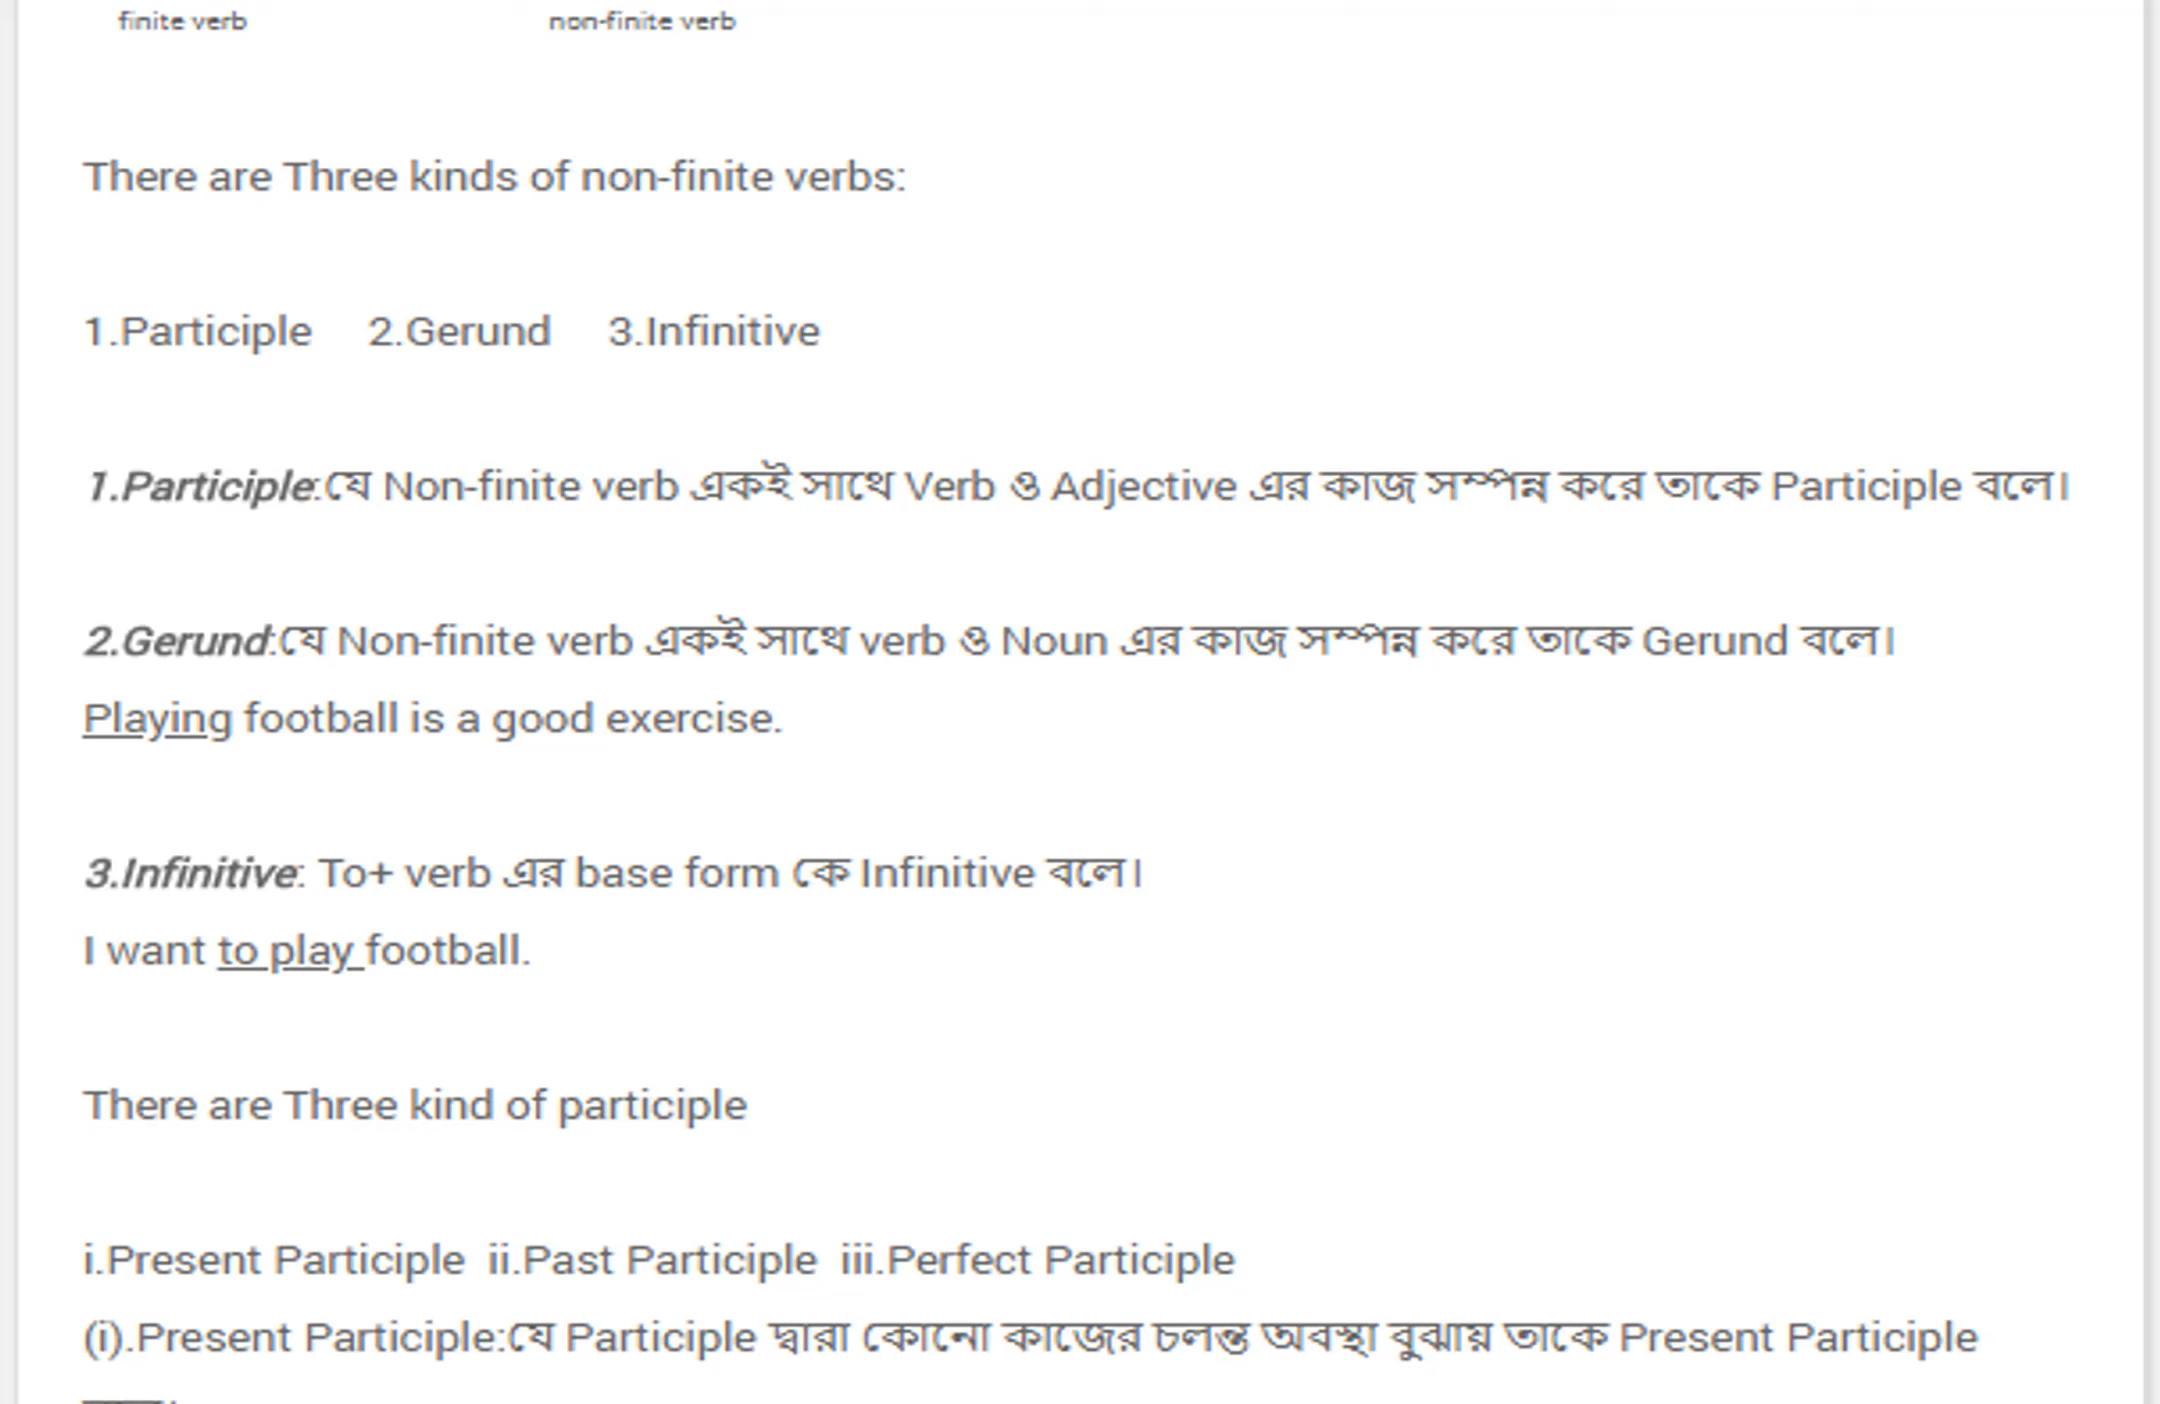 finite verb non-finite verb
There are Three kinds of non-finite verbs:
1.Participle 2.Gerund 3.Infinitive
1.Participle:যে Non-finite verb একই সাথে Verb ও Adjective এর কাজ সম্পন্ন করে তাকে Participle বলে।
2.Gerund:যে Non-finite verb একই সাথে verb ও Noun এর কাজ সম্পন্ন করে তাকে Gerund বলে।
Playing football is a good exercise.
3.Infinitive: To+ verb এর base form কে Infinitive বলে।
I want to play football.
There are Three kind of participle
i.Present Participle ii.Past Participle iii.Perfect Participle
(i).Present Participle:যে Participle দ্বারা কোনো কাজের চলন্ত অবস্থা বুঝায় তাকে Present Participle